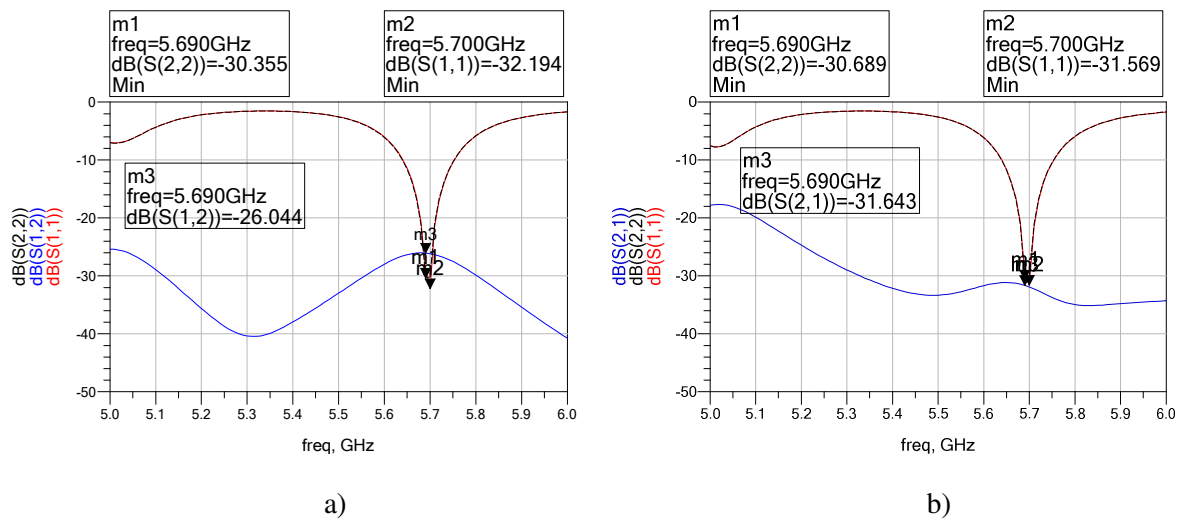 m1
freq=5.690GHz
dB(S(2,2))=-30.355
Min
m2
freq=5.700GHz
dB(S(1,1))=-32.194
Min
m3
freq=5.690GHz
dB(S(1,2))=-26.044
m3
m1
m2
0
-10
-20
-30
-40
-50
5.0 5.1 5.2 5.3 5.4 5.5 5.6 5.7 5.8 5.9 6.0
freq, GHz
dB(S(2,2))
dB(S(1,2))
dB(S(1,1))
a)
m1
freq=5.690GHz
dB(S(2,2))=-30.689
Min
m2
freq=5.700GHz
dB(S(1,1))=-31.569
Min
m3
freq=5.690GHz
dB(S(2,1))=-31.643
m2
0
-10
-20
-30
-40
-50
5.0 5.1 5.2 5.3 5.4 5.5 5.6 5.7 5.8 5.9 6.0
freq, GHz
dB(S(2,1))
dB(S(2,2))
dB(S(1,1))
b)